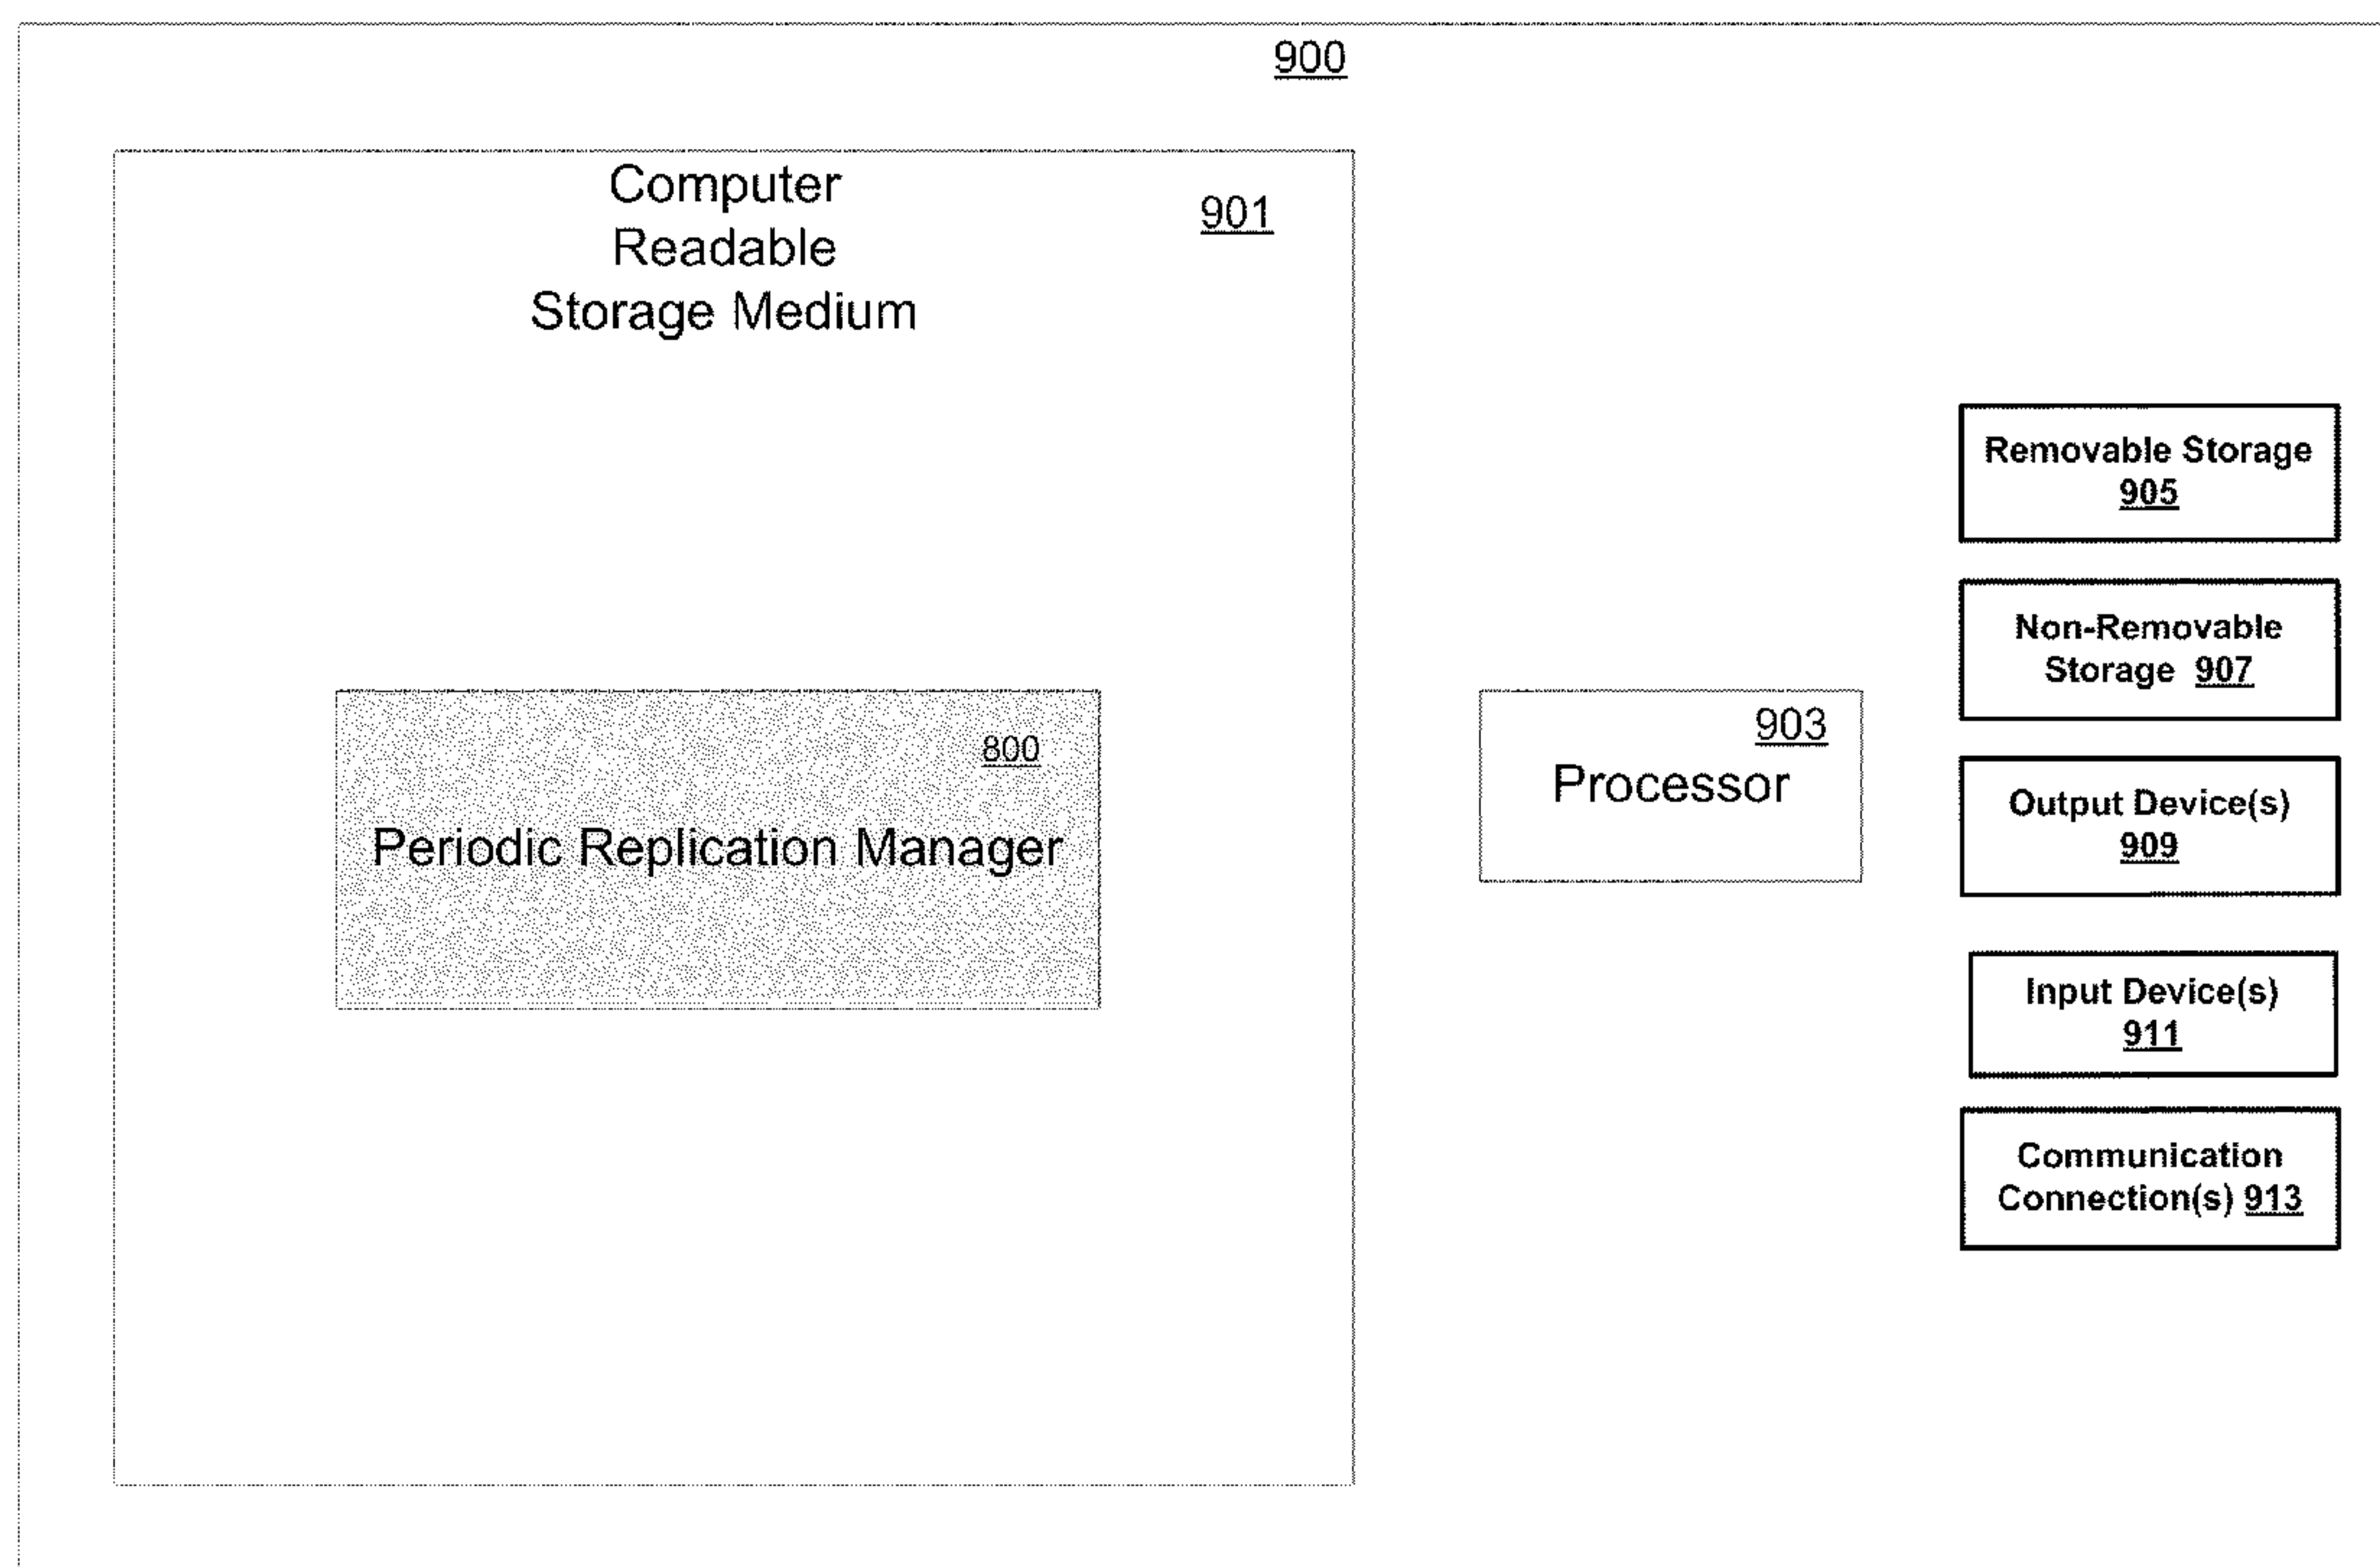 900
Computer
Readable
Storage Medium
901
800
Periodic Replication Manager
903
Processor
Removable Storage
905
Non-Removable
Storage 907
Output Device(s)
909
Input Device(s)
911
Communication
Connection(s) 913